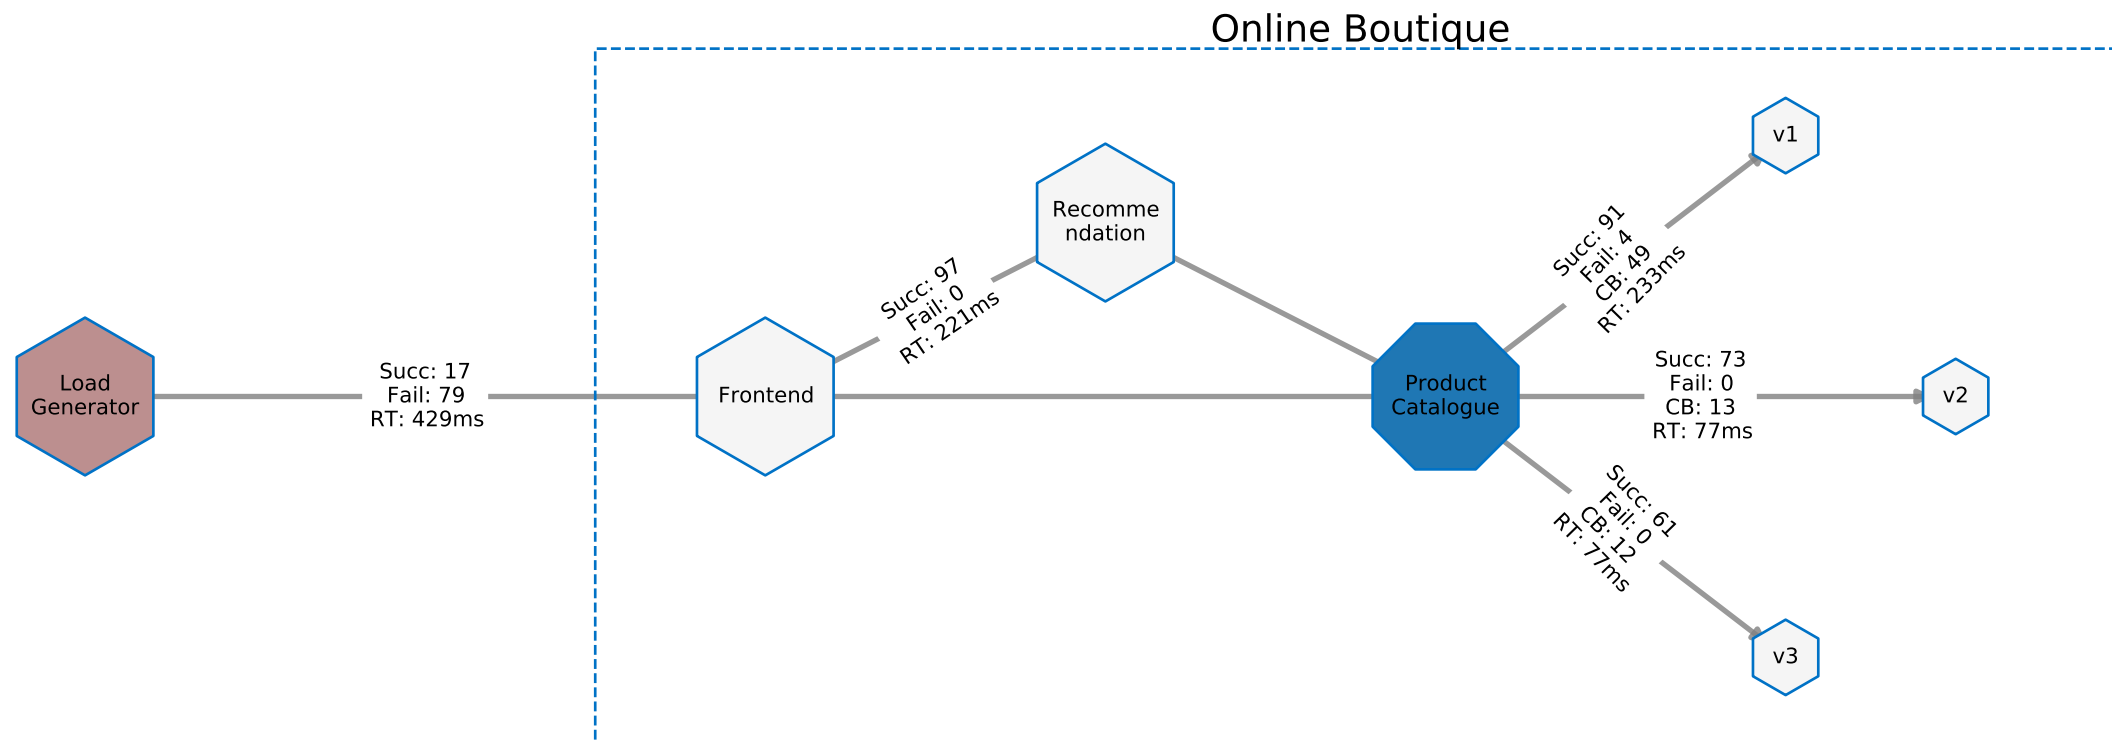 Online Boutique
Load
Generator
Succ: 17
Fail: 79
RT: 429ms
Frontend
Succ: 97
Fail: 0
RT: 221ms
Recomme
ndation
Product
Catalogue
Succ: 91
Fail: 4
CB: 49
RT: 233ms
v1
Succ: 73
Fail: 0
CB: 13
RT: 77ms
v2
Succ: 61
Fail: 0
CB: 12
RT: 77ms
v3